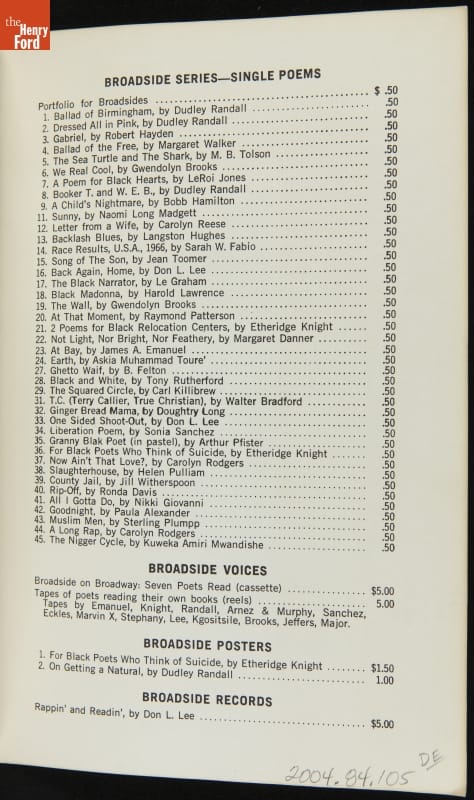 the
Henry
Ford
BROADSIDE SERIES—SINGLE POEMS
Portfolio for Broadsides ........ $ .50
1. Ballad of Birmingham, by Dudley Randall ........ .50
2. Dressed All in Pink, by Dudley Randall ........ .50
3. Gabriel, by Robert Hayden ........ .50
4. Ballad of the Free, by Margaret Walker ........ .50
5. The Sea Turtle and The Shark, by M. B. Tolson ........ .50
6. We Real Cool, by Gwendolyn Brooks ........ .50
7. A Poem for Black Hearts, by LeRoi Jones ........ .50
8. Booker T. and W. E. B., by Dudley Randall ........ .50
9. A Child's Nightmare, by Bobb Hamilton ........ .50
11. Sunny, by Naomi Long Madgett ........ .50
12. Letter from a Wife, by Carolyn Reese ........ .50
13. Backlash Blues, by Langston Hughes ........ .50
14. Race Results, U.S.A., 1966, by Sarah W. Fabio ........ .50
15. Song of The Son, by Jean Toomer ........ .50
16. Back Again, Home, by Don L. Lee ........ .50
17. The Black Narrator, by Le Graham ........ .50
18. Black Madonna, by Harold Lawrence ........ .50
19. The Wall, by Gwendolyn Brooks ........ .50
20. At That Moment, by Raymond Patterson ........ .50
21. 2 Poems for Black Relocation Centers, by Etheridge Knight ...... .50
22. Not Light, Nor Bright, Nor Feathery, by Margaret Danner ........ .50
23. At Bay, by James A. Emanuel ........ .50
24. Earth, by Askia Muhammad Toure' ........ .50
27. Ghetto Waif, by B. Felton ........ .50
28. Black and White, by Tony Rutherford ........ .50
29. The Squared Circle, by Carl Killibrew ........ .50
31. T.C. (Terry Callier, True Christian), by Walter Bradford ........ .50
32. Ginger Bread Mama, by Doughtry Long ........ .50
33. One Sided Shoot-Out, by Don L. Lee ........ .50
34. Liberation Poem, by Sonia Sanchez ........ .50
35. Granny Blak Poet (in pastel), by Arthur Pfister ........ .50
36. For Black Poets Who Think of Suicide, by Etheridge Knight ........ .50
37. Now Ain't That Love?, by Carolyn Rodgers ........ .50
38. Slaughterhouse, by Helen Pulliam ........ .50
39. County Jail, by Jill Witherspoon ........ .50
40. Rip-Off, by Ronda Davis ........ .50
41. All I Gotta Do, by Nikki Giovanni ........ .50
42. Goodnight, by Paula Alexander ........ .50
43. Muslim Men, by Sterling Plumpp ........ .50
44. A Long Rap, by Carolyn Rodgers ........ .50
45. The Nigger Cycle, by Kuweka Amiri Mwandishe ........ .50
BROADSIDE VOICES
Broadside on Broadway: Seven Poets Read (cassette) ........ $5.00
Tapes of poets reading their own books (reels) ........ 5.00
Tapes by Emanuel, Knight, Randall, Arnez & Murphy, Sanchez,
Eckles, Marvin X, Stephany, Lee, Kgositsile, Brooks, Jeffers, Major.
BROADSIDE POSTERS
1. For Black Poets Who Think of Suicide, by Etheridge Knight ........ $1.50
2. On Getting a Natural, by Dudley Randall ........ 1.00
BROADSIDE RECORDS
Rappin' and Readin', by Don L. Lee ........ $5.00
2004.84.105 DE